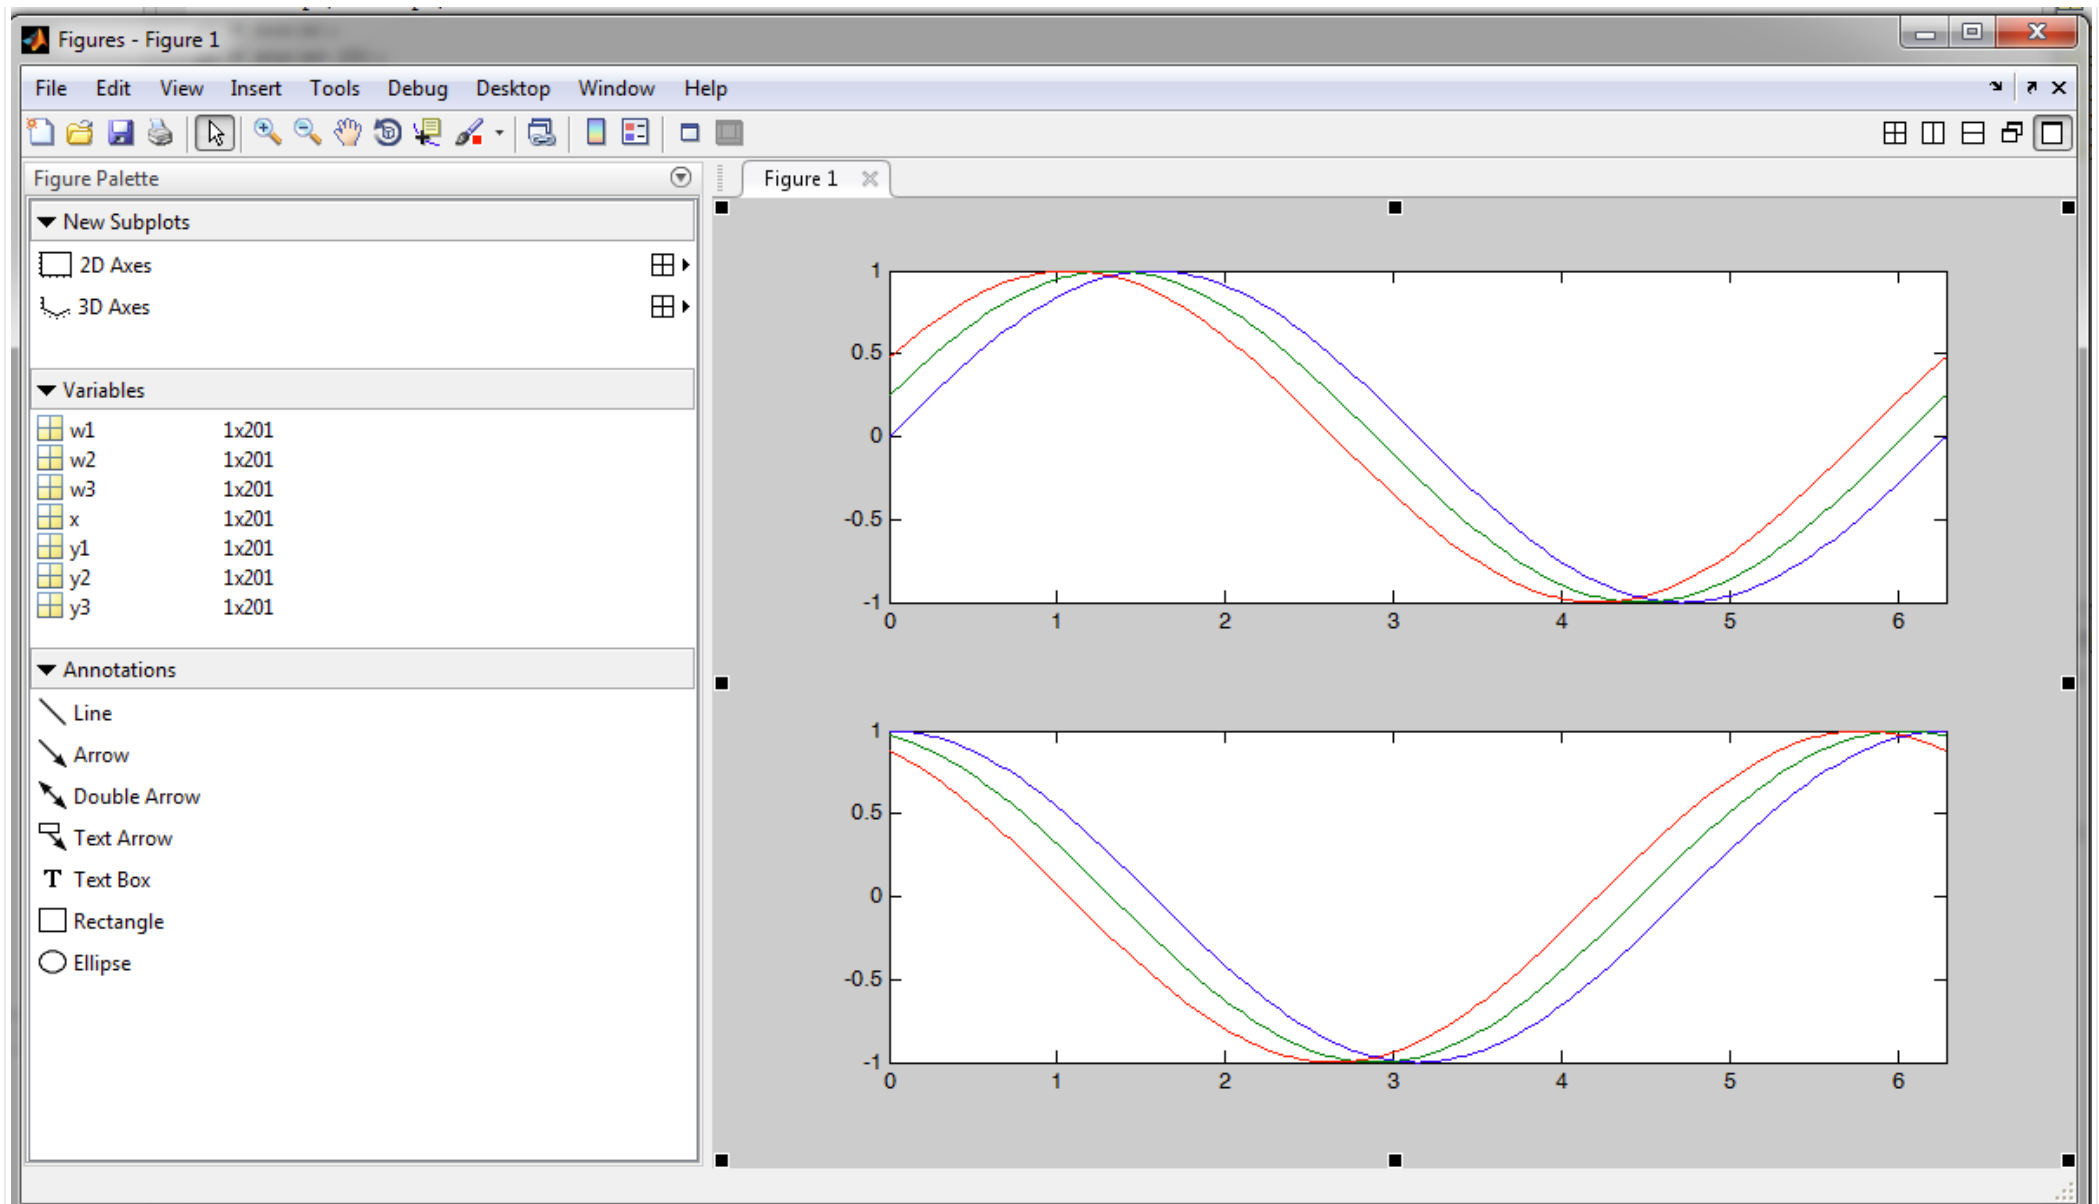 Figures - Figure 1
File Edit View Insert Tools Debug Desktop Window Help
Figure Palette
New Subplots
2D Axes
3D Axes
Variables
w1 1x201
w2 1x201
w3 1x201
x 1x201
y1 1x201
y2 1x201
y3 1x201
Annotations
Line
Arrow
Double Arrow
T Text Arrow
Text Box
Rectangle
Ellipse
Figure 1
1
0.5
0
-0.5
-1
0 1 2 3 4 5 6
1
0.5
0
-0.5
-1
0 1 2 3 4 5 6